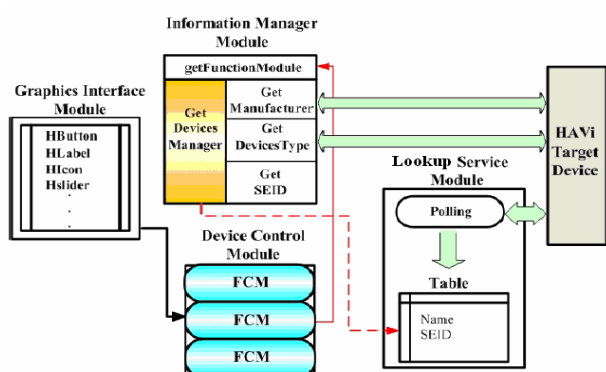 Information Manager
Module
getFunctionModule
Graphics Interface
Module
HButton
HLabel
HIcon
Hslider
.
.
.
Get
Devices
Manager
Get
Manufacturer
Get
DevicesType
Get
SEID
HAVi
Target
Device
Lookup Service
Module
Polling
Table
Name
SEID
Device Control
Module
FCM
FCM
FCM